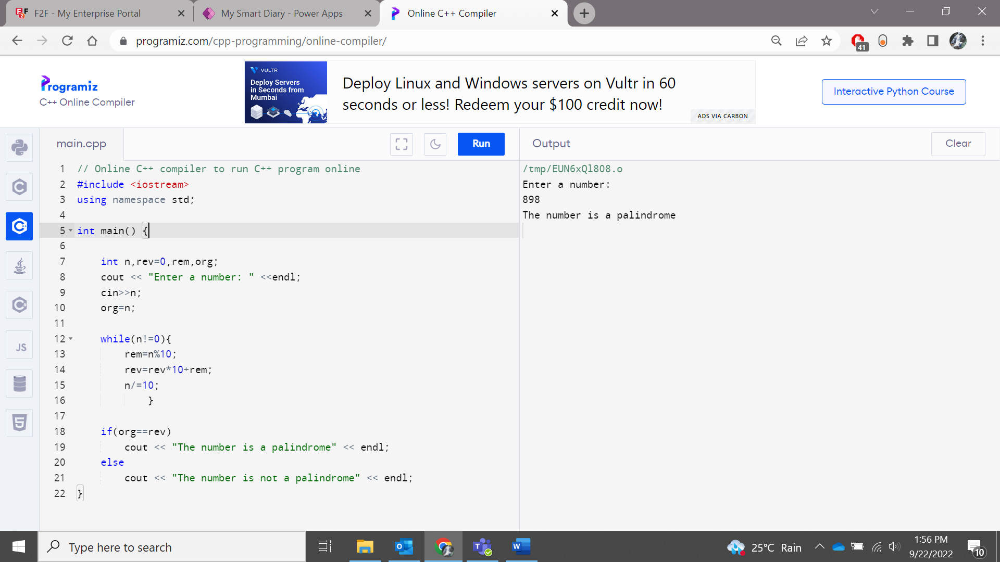 F2F - My Enterprise Portal
My Smart Diary - Power Apps
Online C++ Compiler
programiz.com/cpp-programming/online-compiler/
41
Programiz
C++ Online Compiler
VULTR
Deploy Servers
in Seconds from
Mumbai
Deploy Linux and Windows servers on Vultr in 60
seconds or less! Redeem your $100 credit now!
ADS VIA CARBON
Interactive Python Course
main.cpp
Run
Output
Clear
1 // Online C++ compiler to run C++ program online
2 #include <iostream>
3 using namespace std;
4
5 int main() {
6
7 int n,rev=0,rem,org;
8 cout << "Enter a number: " <<endl;
9 cin>>n;
10 org=n;
11
12 while(n!=0){
13 rem=n%10;
14 rev=rev*10+rem;
15 n/=10;
16 }
17
18 if(org==rev)
19 cout << "The number is a palindrome" << endl;
20 else
21 cout << "The number is not a palindrome" << endl;
22 }
/tmp/EUN6xQl808.o
Enter a number:
898
The number is a palindrome
JS
Type here to search
25°C Rain
1:56 PM
9/22/2022
10